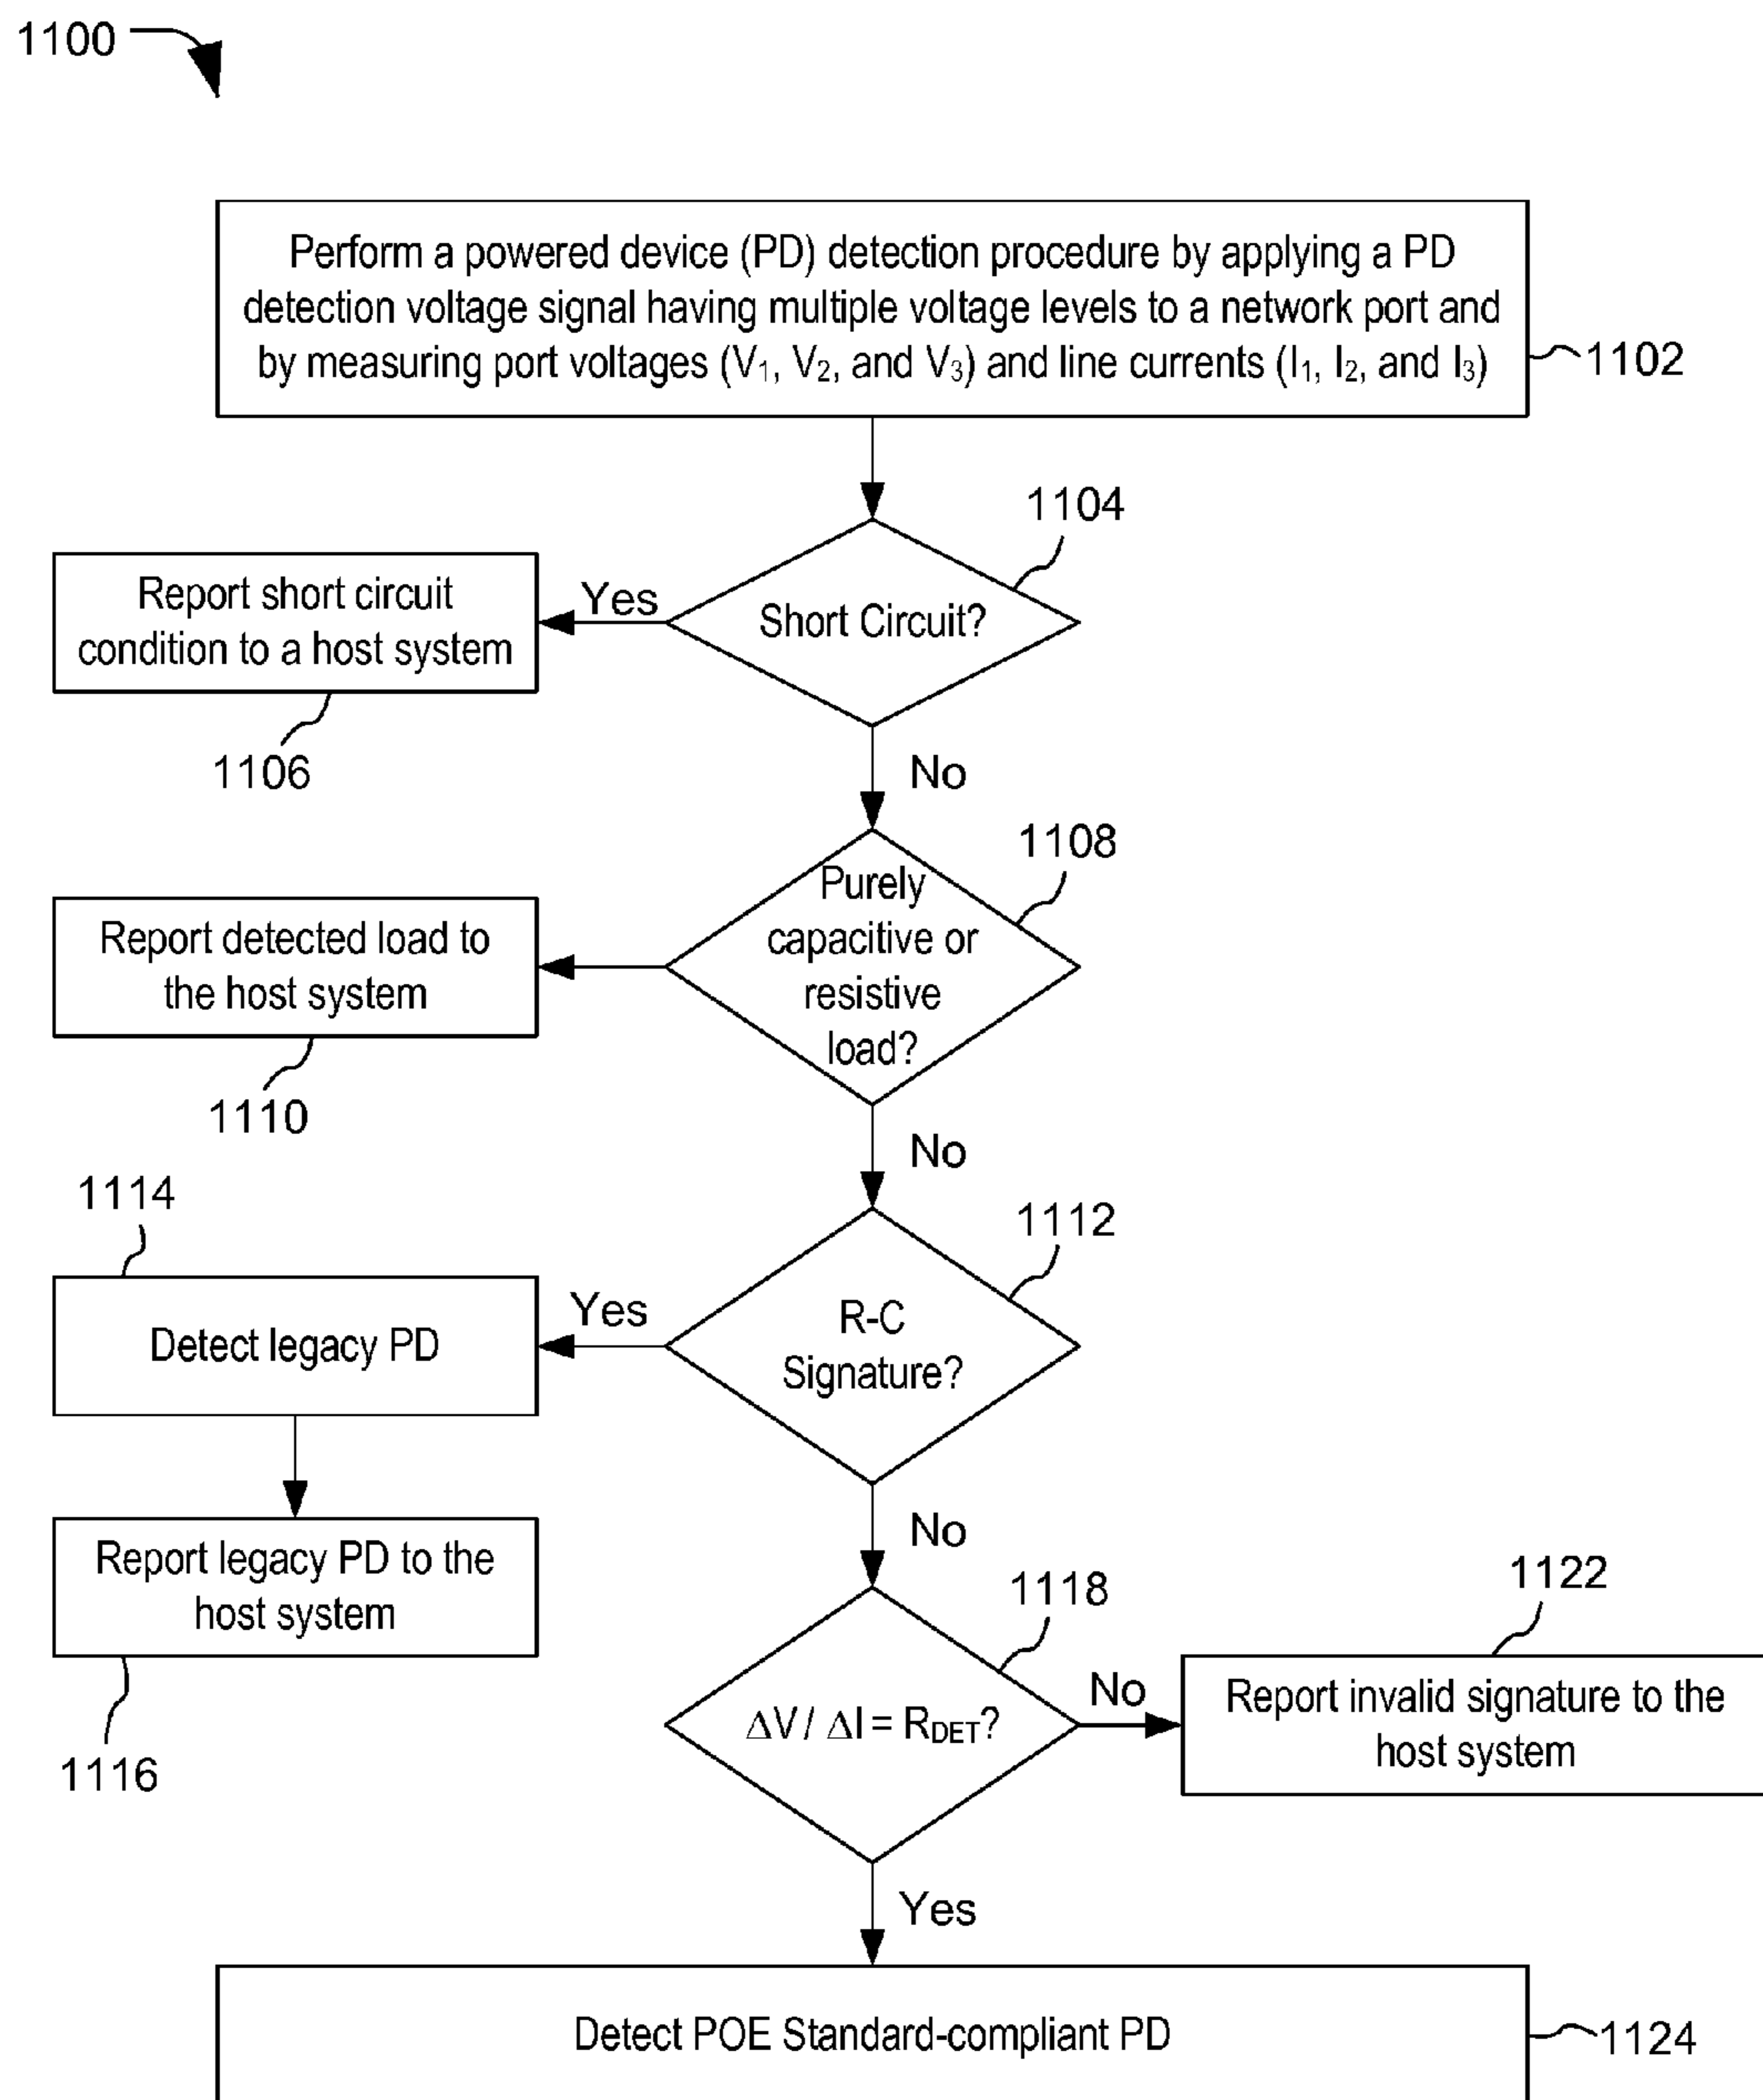 1100
Perform a powered device (PD) detection procedure by applying a PD
detection voltage signal having multiple voltage levels to a network port and
by measuring port voltages (V₁, V₂, and V₃) and line currents (I₁, I₂, and I₃)
1102
1104
Short Circuit?
Yes
Report short circuit
condition to a host system
1106
No
1108
Purely
capacitive or
resistive
load?
Report detected load to
the host system
1110
No
1112
R-C
Signature?
Yes
1114
Detect legacy PD
Report legacy PD to the
host system
1116
No
1118
ΔV / ΔI = R_DET?
No
1122
Report invalid signature to the
host system
Yes
Detect POE Standard-compliant PD
1124